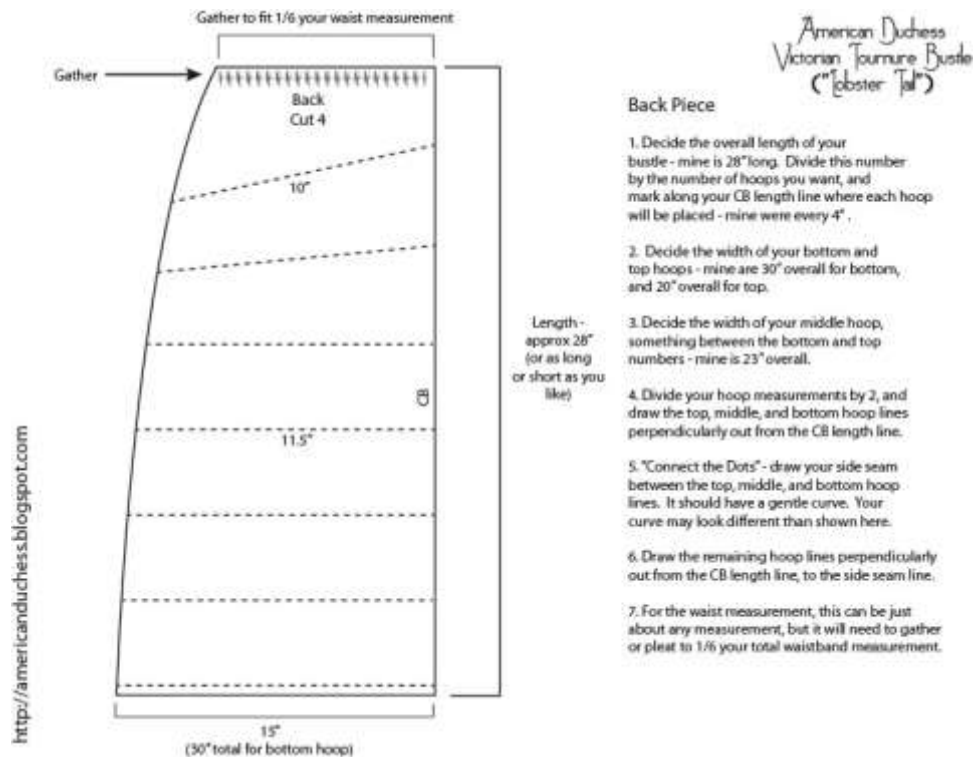 Gather to fit 1/6 your waist measurement
American Duchess
Victorian Tournure Bustle
("Lobster Tail")
Gather
Back
Cut 4
10"
CB
11.5"
Length -
approx 28"
(or as long
or short as you
like)
15"
(30" total for bottom hoop)
http://americanduchess.blogspot.com
Back Piece
1. Decide the overall length of your
bustle - mine is 28" long. Divide this number
by the number of hoops you want, and
mark along your CB length line where each hoop
will be placed - mine were every 4" .
2. Decide the width of your bottom and
top hoops - mine are 30" overall for bottom,
and 20" overall for top.
3. Decide the width of your middle hoop,
something between the bottom and top
numbers - mine is 23" overall.
4. Divide your hoop measurements by 2, and
draw the top, middle, and bottom hoop lines
perpendicularly out from the CB length line.
5. "Connect the Dots" - draw your side seam
between the top, middle, and bottom hoop
lines. It should have a gentle curve. Your
curve may look different than shown here.
6. Draw the remaining hoop lines perpendicularly
out from the CB length line, to the side seam line.
7. For the waist measurement, this can be just
about any measurement, but it will need to gather
or pleat to 1/6 your total waistband measurement.